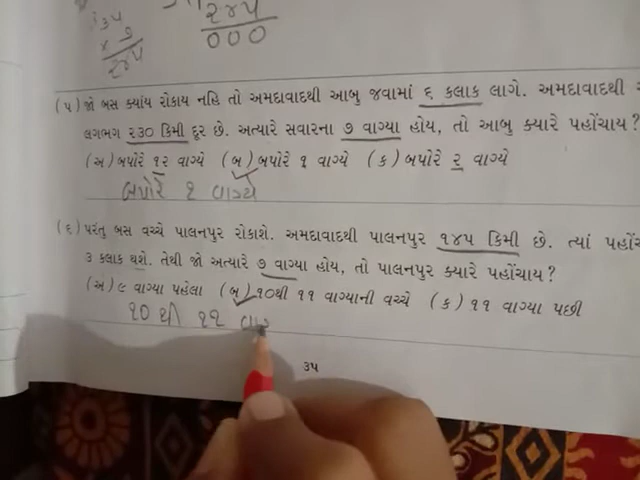 ૩૫
× ૭
૨૪૫
૨૪૫
૦૦૦
(૫) જો બસ ક્યાંય રોકાય નહિ તો અમદાવાદથી આબુ જવામાં ૬ કલાક લાગે. અમદાવાદથી
લગભગ ૨૩૦ કિમી દૂર છે. અત્યારે સવારના ૭ વાગ્યા હોય, તો આબુ ક્યારે પહોંચાય?
(અ) બપોરે ૧૨ વાગ્યે (બ) બપોરે ૧ વાગ્યે (ક) બપોરે ૨ વાગ્યે
બપોરે ૧ વાગ્યે
(૬) પરંતુ બસ વચ્ચે પાલનપુર રોકાશે. અમદાવાદથી પાલનપુર ૧૪૫ કિમી છે. ત્યાં
૩ કલાક થશે. તેથી જો અત્યારે ૭ વાગ્યા હોય, તો પાલનપુર ક્યારે પહોંચાય?
(અ) ૯ વાગ્યા પહેલા (બ) ૧૦થી ૧૧ વાગ્યાની વચ્ચે (ક) ૧૧ વાગ્યા પછી
૧૦ થી ૧૧
૩૫